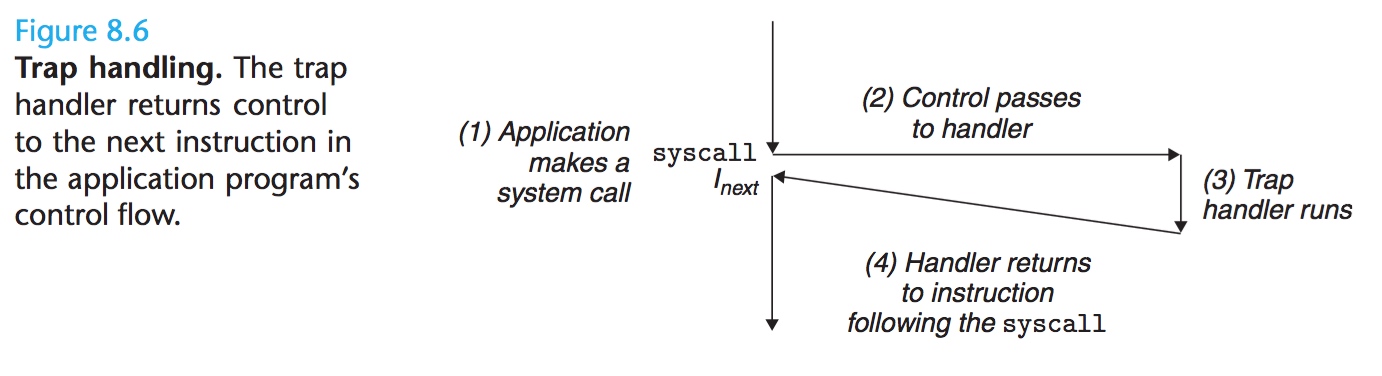 Figure 8.6
Trap handling. The trap
handler returns control
to the next instruction in
the application program’s
control flow.
(1) Application
makes a
system call
syscall
Inext
(2) Control passes
to handler
(3) Trap
handler runs
(4) Handler returns
to instruction
following the syscall